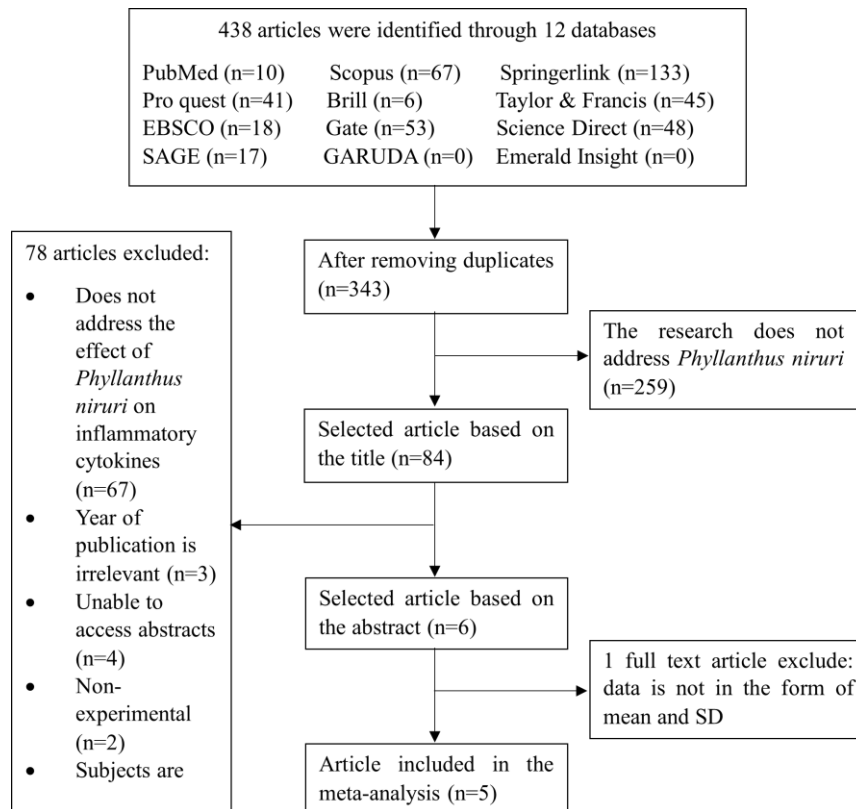 438 articles were identified through 12 databases
PubMed (n=10) Scopus (n=67) Springerlink (n=133)
Pro quest (n=41) Brill (n=6) Taylor & Francis (n=45)
EBSCO (n=18) Gate (n=53) Science Direct (n=48)
SAGE (n=17) GARUDA (n=0) Emerald Insight (n=0)
After removing duplicates
(n=343)
The research does not
address Phyllanthus niruri
(n=259)
Selected article based on
the title (n=84)
78 articles excluded:
• Does not
address the
effect of
Phyllanthus
niruri on
inflammatory
cytokines
(n=67)
• Year of
publication is
irrelevant (n=3)
• Unable to
access abstracts
(n=4)
• Non-
experimental
(n=2)
• Subjects are
Selected article based on
the abstract (n=6)
1 full text article exclude:
data is not in the form of
mean and SD
Article included in the
meta-analysis (n=5)